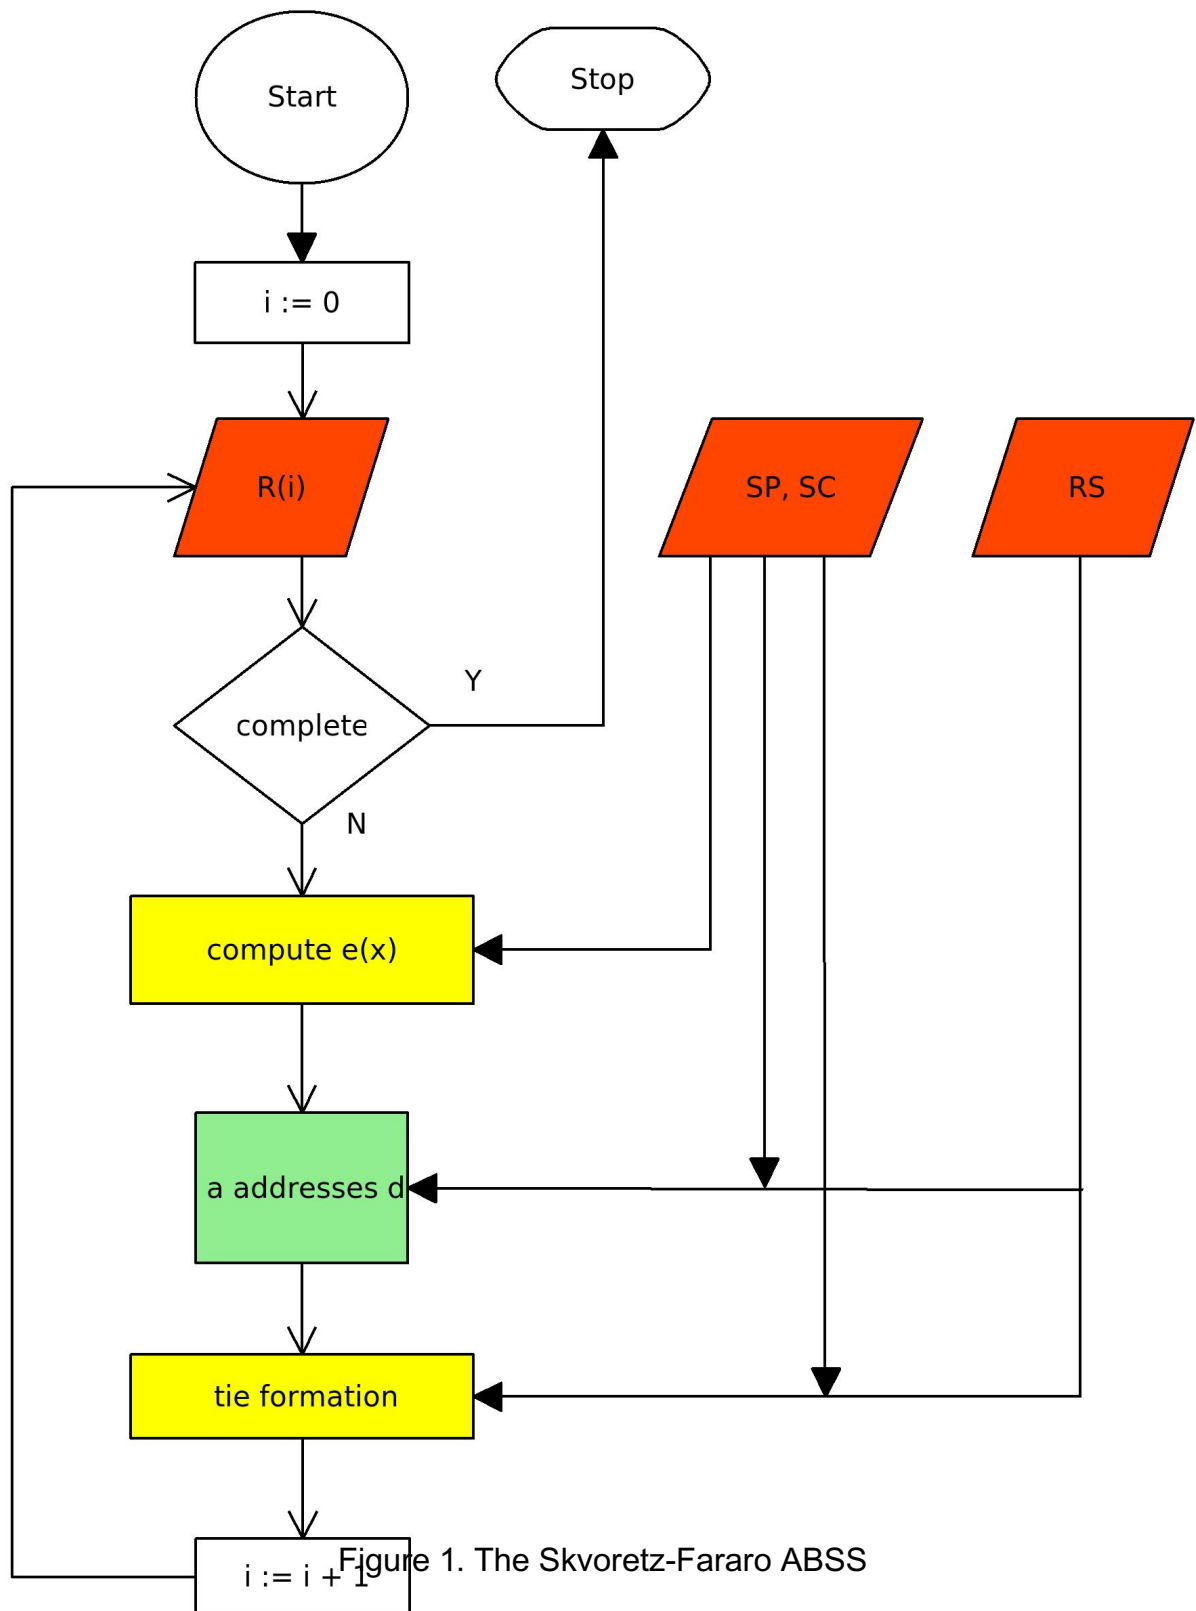 Start
Stop
i := 0
R(i)
SP, SC
RS
Y
complete
N
compute e(x)
a addresses d
tie formation
Figure 1. The Skvoretz-Fararo ABSS
i := i + 1